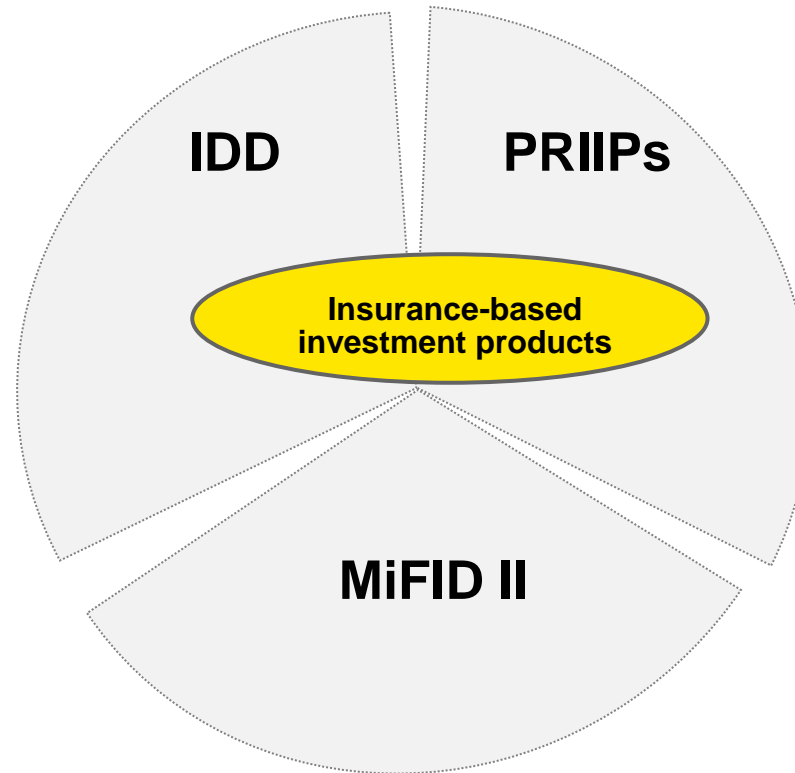 IDD
PRIIPs
Insurance-based
investment products
MiFID II